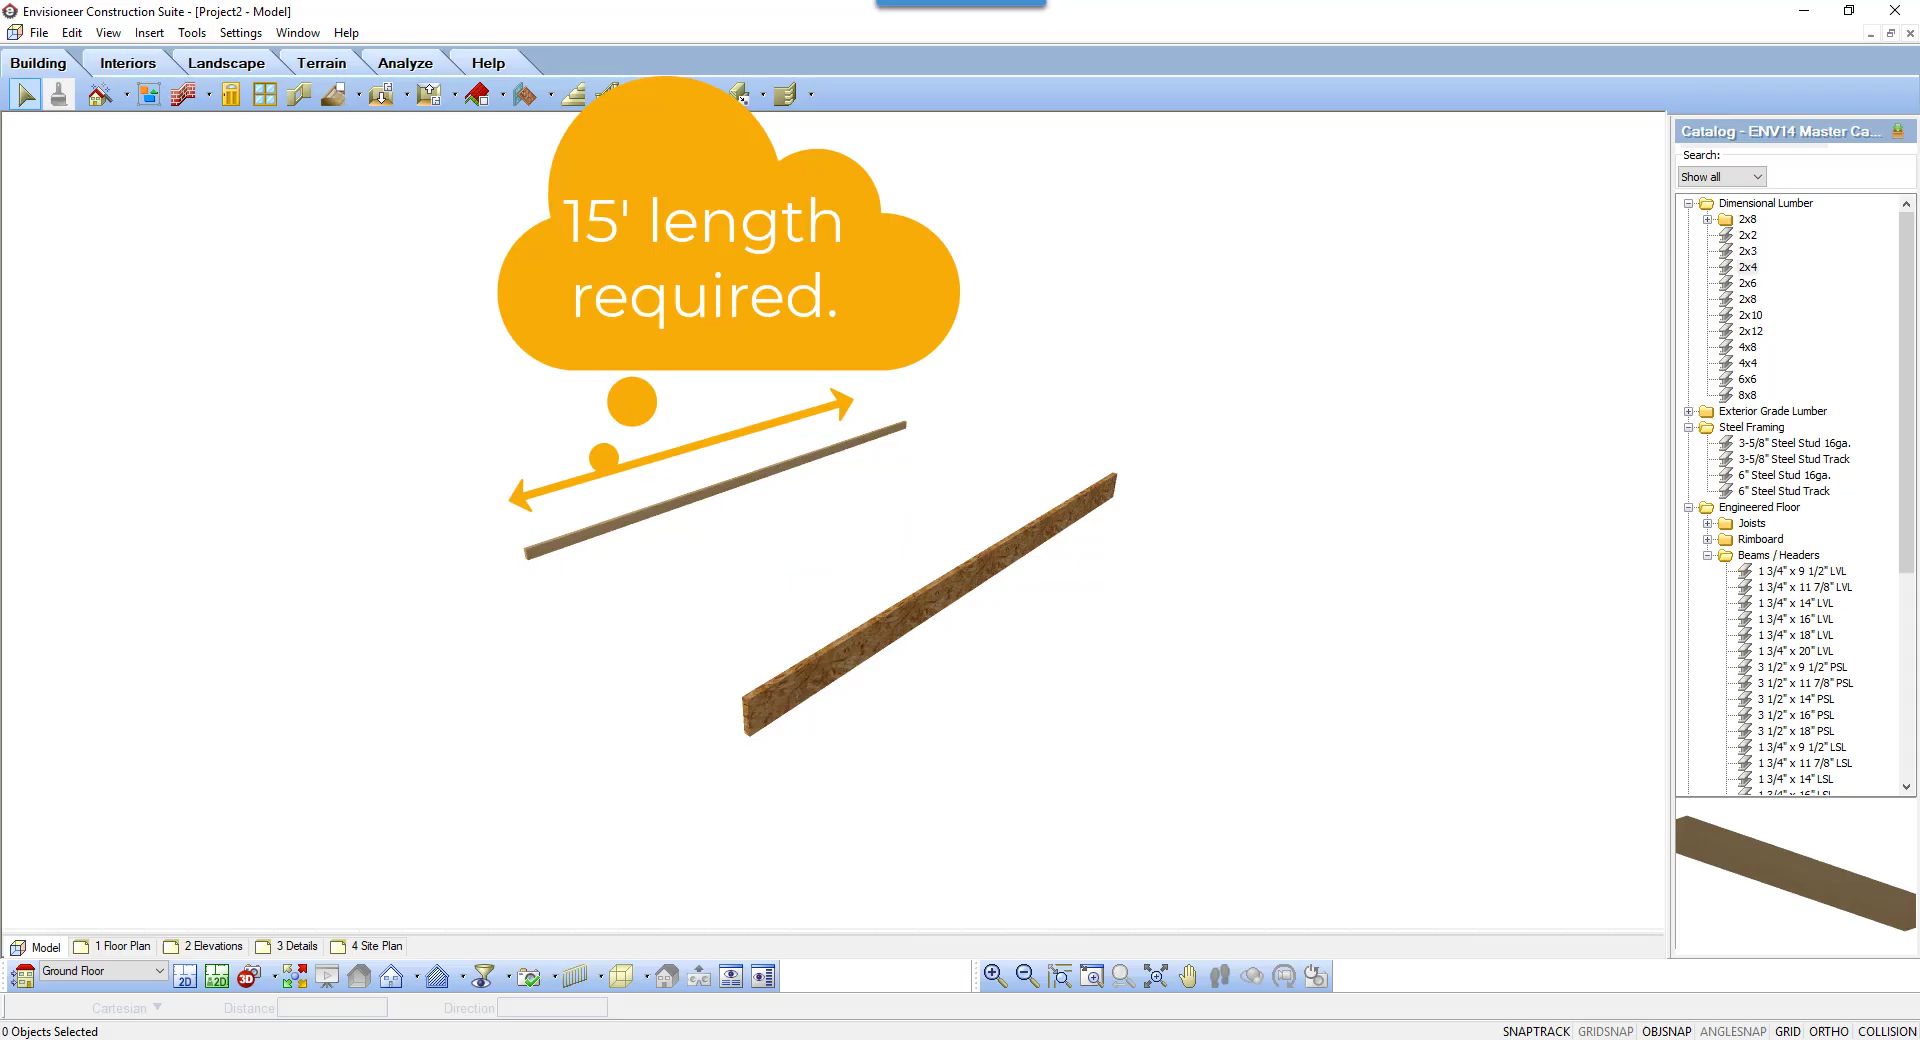 Envisioneer Construction Suite - [Project2 - Model]
File Edit View Insert Tools Settings Window Help
Building Interiors Landscape Terrain Analyze Help
15' length
required.
Catalog - ENV14 Master Ca...
Search:
Show all
Dimensional Lumber
2x8
2x2
2x3
2x4
2x6
2x8
2x10
2x12
4x8
4x4
6x6
8x8
Exterior Grade Lumber
Steel Framing
3-5/8" Steel Stud 16ga.
3-5/8" Steel Stud Track
6" Steel Stud 16ga.
6" Steel Stud Track
Engineered Floor
Joists
Rimboard
Beams / Headers
1 3/4" x 9 1/2" LVL
1 3/4" x 11 7/8" LVL
1 3/4" x 14" LVL
1 3/4" x 16" LVL
1 3/4" x 18" LVL
1 3/4" x 20" LVL
3 1/2" x 9 1/2" PSL
3 1/2" x 11 7/8" PSL
3 1/2" x 14" PSL
3 1/2" x 16" PSL
3 1/2" x 18" PSL
1 3/4" x 9 1/2" LSL
1 3/4" x 11 7/8" LSL
1 3/4" x 14" LSL
1 3/4" x 16" LSL
Model 1 Floor Plan 2 Elevations 3 Details 4 Site Plan
Ground Floor 2D 2D 3D
Cartesian Distance Direction
0 Objects Selected
SNAPTRACK GRIDSNAP OBJSNAP ANGLESNAP GRID ORTHO COLLISION